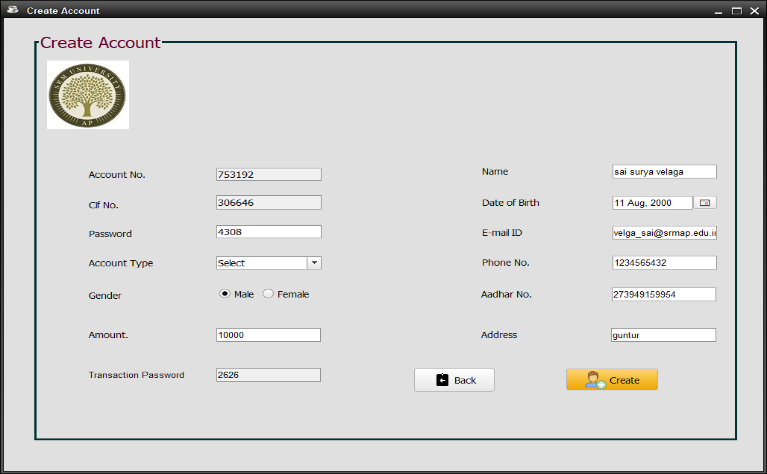 Create Account
Create Account
SRM UNIVERSITY
AP
Account No.
753192
Cif No.
306646
Password
4308
Account Type
Select
Gender
Male
Female
Amount.
10000
Transaction Password
2626
Name
sai surya velaga
Date of Birth
11 Aug, 2000
E-mail ID
velga_sai@srmap.edu.in
Phone No.
1234565432
Aadhar No.
273949159954
Address
guntur
Back
Create